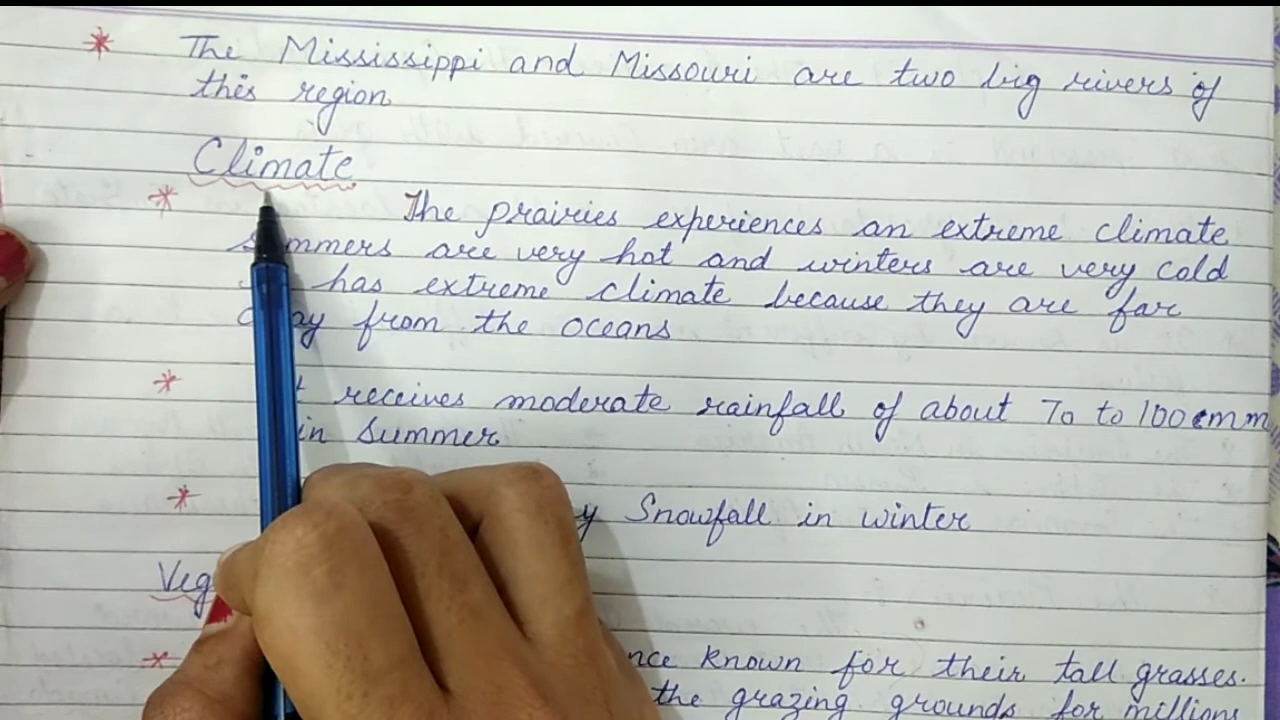 * The Mississippi and Missouri are two big rivers of
this region
Climate
* The prairies experiences an extreme climate
summers are very hot and winters are very cold
has extreme climate because they are far
from the oceans
* receives moderate rainfall of about 70 to 100 cmm
in summer
* Snowfall in winter
* known for their tall grasses.
the grazing grounds for millions